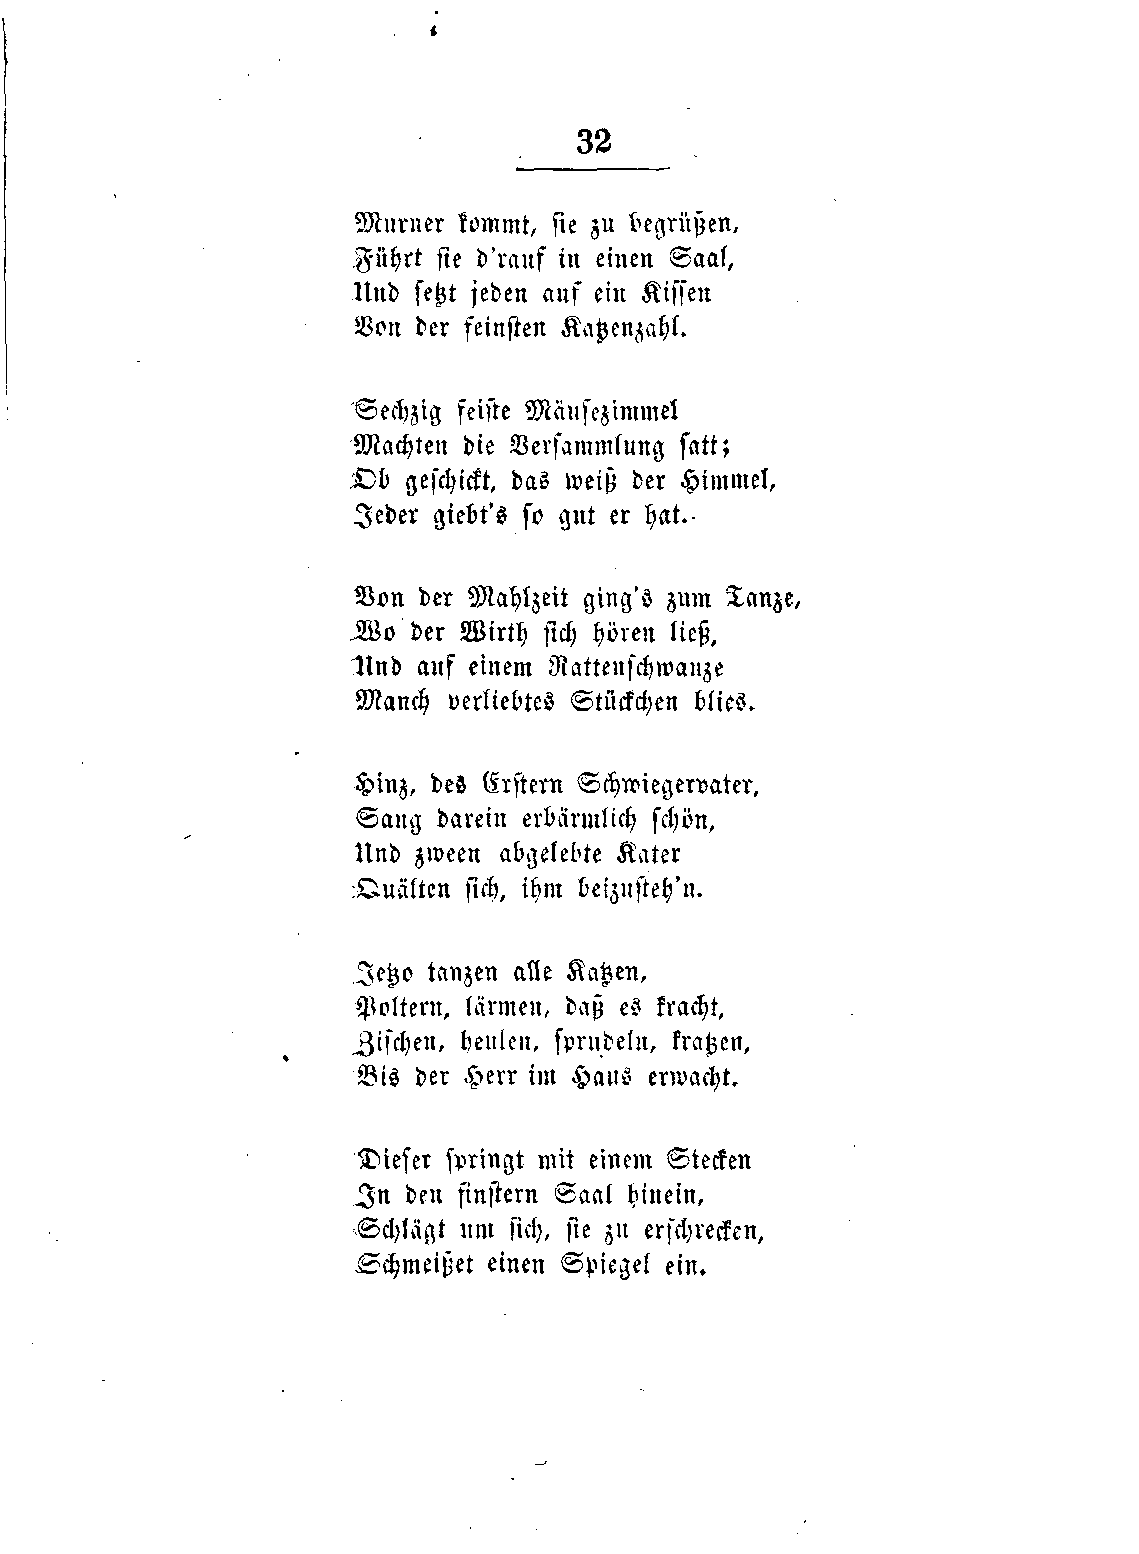 32
Murner kommt, sie zu begrüßen,
Führt sie d'rauf in einen Saal,
Und setzt jeden auf ein Kissen
Von der feinsten Katzenzahl.
Sechzig feiste Mäusezimmel
Machten die Versammlung satt;
Ob geschickt, das weiß der Himmel,
Jeder giebt's so gut er hat.
Von der Mahlzeit ging's zum Tanze,
Wo der Wirth sich hören ließ,
Und auf einem Rattenschwanze
Manch verliebtes Stückchen blies.
Hinz, des Erstern Schwiegervater,
Sang darein erbärmlich schön,
Und zween abgelebte Kater
Quälten sich, ihm beizusteh'n.
Jetzo tanzen alle Katzen,
Poltern, lärmen, daß es kracht,
Zischen, heulen, sprudeln, kratzen,
Bis der Herr im Haus erwacht.
Dieser springt mit einem Stecken
In den finstern Saal hinein,
Schlägt um sich, sie zu erschrecken,
Schmeißet einen Spiegel ein.